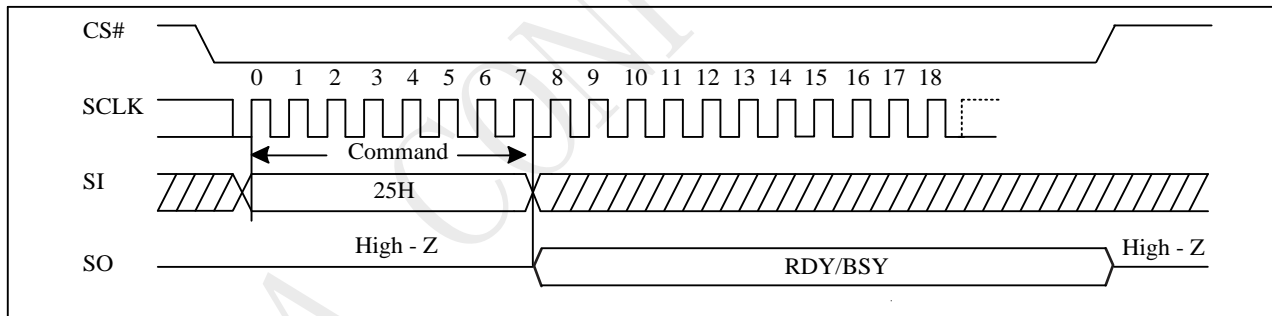 CS#
0 1 2 3 4 5 6 7 8 9 10 11 12 13 14 15 16 17 18
SCLK
Command
SI
25H
High - Z
High - Z
SO
RDY/BSY